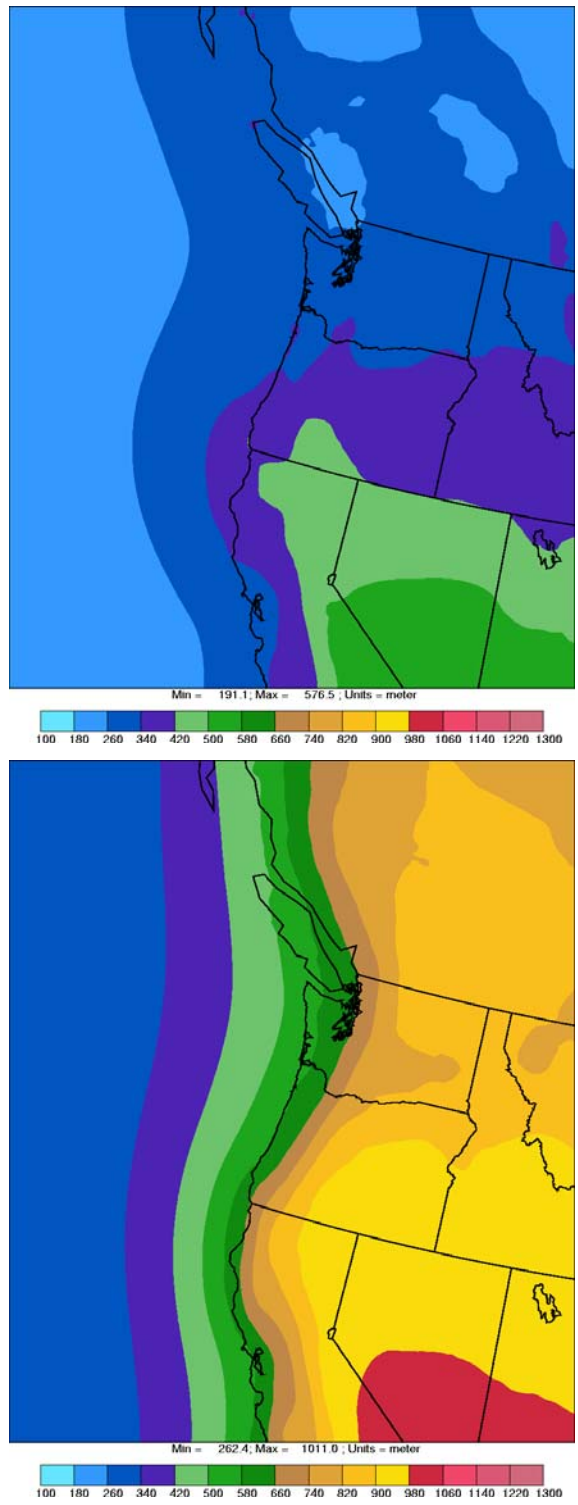 Min = 191.1; Max = 576.5 ; Units = meter
100 180 260 340 420 500 580 660 740 820 900 980 1060 1140 1220 1300
Min = 262.4; Max = 1011.0 ; Units = meter
100 180 260 340 420 500 580 660 740 820 900 980 1060 1140 1220 1300